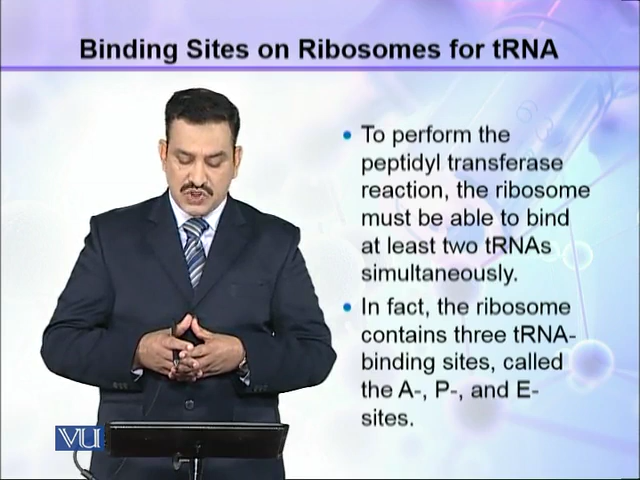 Binding Sites on Ribosomes for tRNA
• To perform the
peptidyl transferase
reaction, the ribosome
must be able to bind
at least two tRNAs
simultaneously.
• In fact, the ribosome
contains three tRNA-
binding sites, called
the A-, P-, and E-
sites.
VU